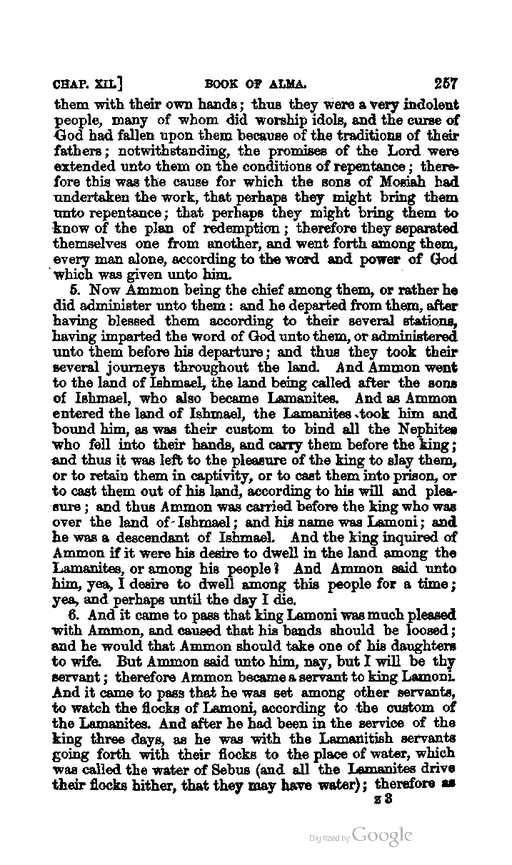 CHAP. XII.] BOOK OF ALMA. 257
them with their own hands; thus they were a very indolent
people, many of whom did worship idols, and the curse of
God had fallen upon them because of the traditions of their
fathers; notwithstanding, the promises of the Lord were
extended unto them on the conditions of repentance; there-
fore this was the cause for which the sons of Mosiah had
undertaken the work, that perhaps they might bring them
unto repentance; that perhaps they might bring them to
know of the plan of redemption; therefore they separated
themselves one from another, and went forth among them,
every man alone, according to the word and power of God
which was given unto him.
5. Now Ammon being the chief among them, or rather he
did administer unto them: and he departed from them, after
having blessed them according to their several stations,
having imparted the word of God unto them, or administered
unto them before his departure; and thus they took their
several journeys throughout the land. And Ammon went
to the land of Ishmael, the land being called after the sons
of Ishmael, who also became Lamanites. And as Ammon
entered the land of Ishmael, the Lamanites took him and
bound him, as was their custom to bind all the Nephites
who fell into their hands, and carry them before the king;
and thus it was left to the pleasure of the king to slay them,
or to retain them in captivity, or to cast them into prison, or
to cast them out of his land, according to his will and plea-
sure; and thus Ammon was carried before the king who was
over the land of Ishmael; and his name was Lamoni; and
he was a descendant of Ishmael. And the king inquired of
Ammon if it were his desire to dwell in the land among the
Lamanites, or among his people? And Ammon said unto
him, yea, I desire to dwell among this people for a time;
yea, and perhaps until the day I die.
6. And it came to pass that king Lamoni was much pleased
with Ammon, and caused that his bands should be loosed;
and he would that Ammon should take one of his daughters
to wife. But Ammon said unto him, nay, but I will be thy
servant; therefore Ammon became a servant to king Lamoni.
And it came to pass that he was set among other servants,
to watch the flocks of Lamoni, according to the custom of
the Lamanites. And after he had been in the service of the
king three days, as he was with the Lamanitish servants
going forth with their flocks to the place of water, which
was called the water of Sebus (and all the Lamanites drive
their flocks hither, that they may have water); therefore as
z 3
Digitized by Google